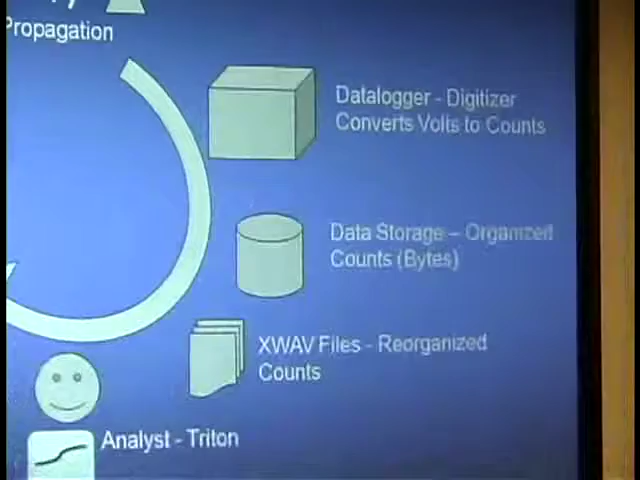 Propagation
Datalogger - Digitizer
Converts Volts to Counts
Data Storage – Organized
Counts (Bytes)
XWAV Files - Reorganized
Counts
Analyst - Triton